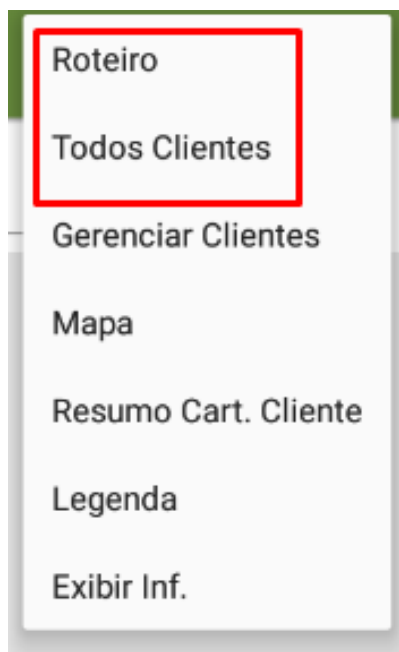 Roteiro
Todos Clientes
Gerenciar Clientes
Mapa
Resumo Cart. Cliente
Legenda
Exibir Inf.